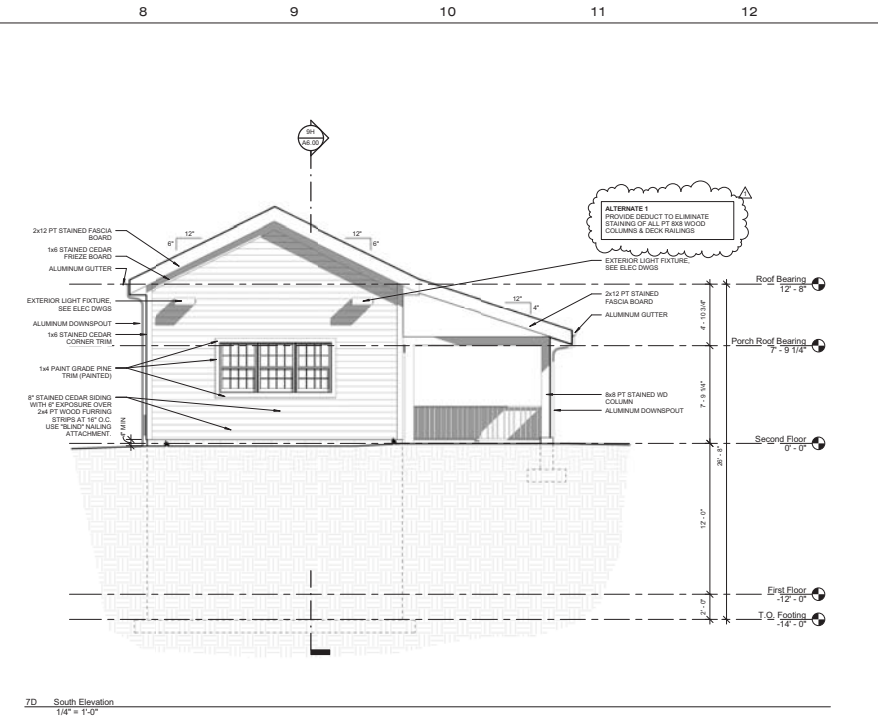 8 9 10 11 12
9H
A6.00
1
ALTERNATE 1
PROVIDE DEDUCT TO ELIMINATE
STAINING OF ALL PT 8X8 WOOD
COLUMNS & DECK RAILINGS
2x12 PT STAINED FASCIA
BOARD
1x6 STAINED CEDAR
FRIEZE BOARD
ALUMINUM GUTTER
EXTERIOR LIGHT FIXTURE,
SEE ELEC DWGS
ALUMINUM DOWNSPOUT
1x6 STAINED CEDAR
CORNER TRIM
1x4 PAINT GRADE PINE
TRIM (PAINTED)
8" STAINED CEDAR SIDING
WITH 6" EXPOSURE OVER
2x4 PT WOOD FURRING
STRIPS AT 16" O.C.
USE "BLIND" NAILING
ATTACHMENT.
12"
6"
12"
6"
12"
4"
EXTERIOR LIGHT FIXTURE,
SEE ELEC DWGS
2x12 PT STAINED
FASCIA BOARD
ALUMINUM GUTTER
8x8 PT STAINED WD
COLUMN
ALUMINUM DOWNSPOUT
4' - 10 3/4"
7' - 9 1/4"
26' - 8"
12' - 0"
2' - 0"
Roof Bearing
12' - 8"
Porch Roof Bearing
7' - 9 1/4"
Second Floor
0' - 0"
First Floor
-12' - 0"
T.O. Footing
-14' - 0"
7D South Elevation
1/4" = 1'-0"